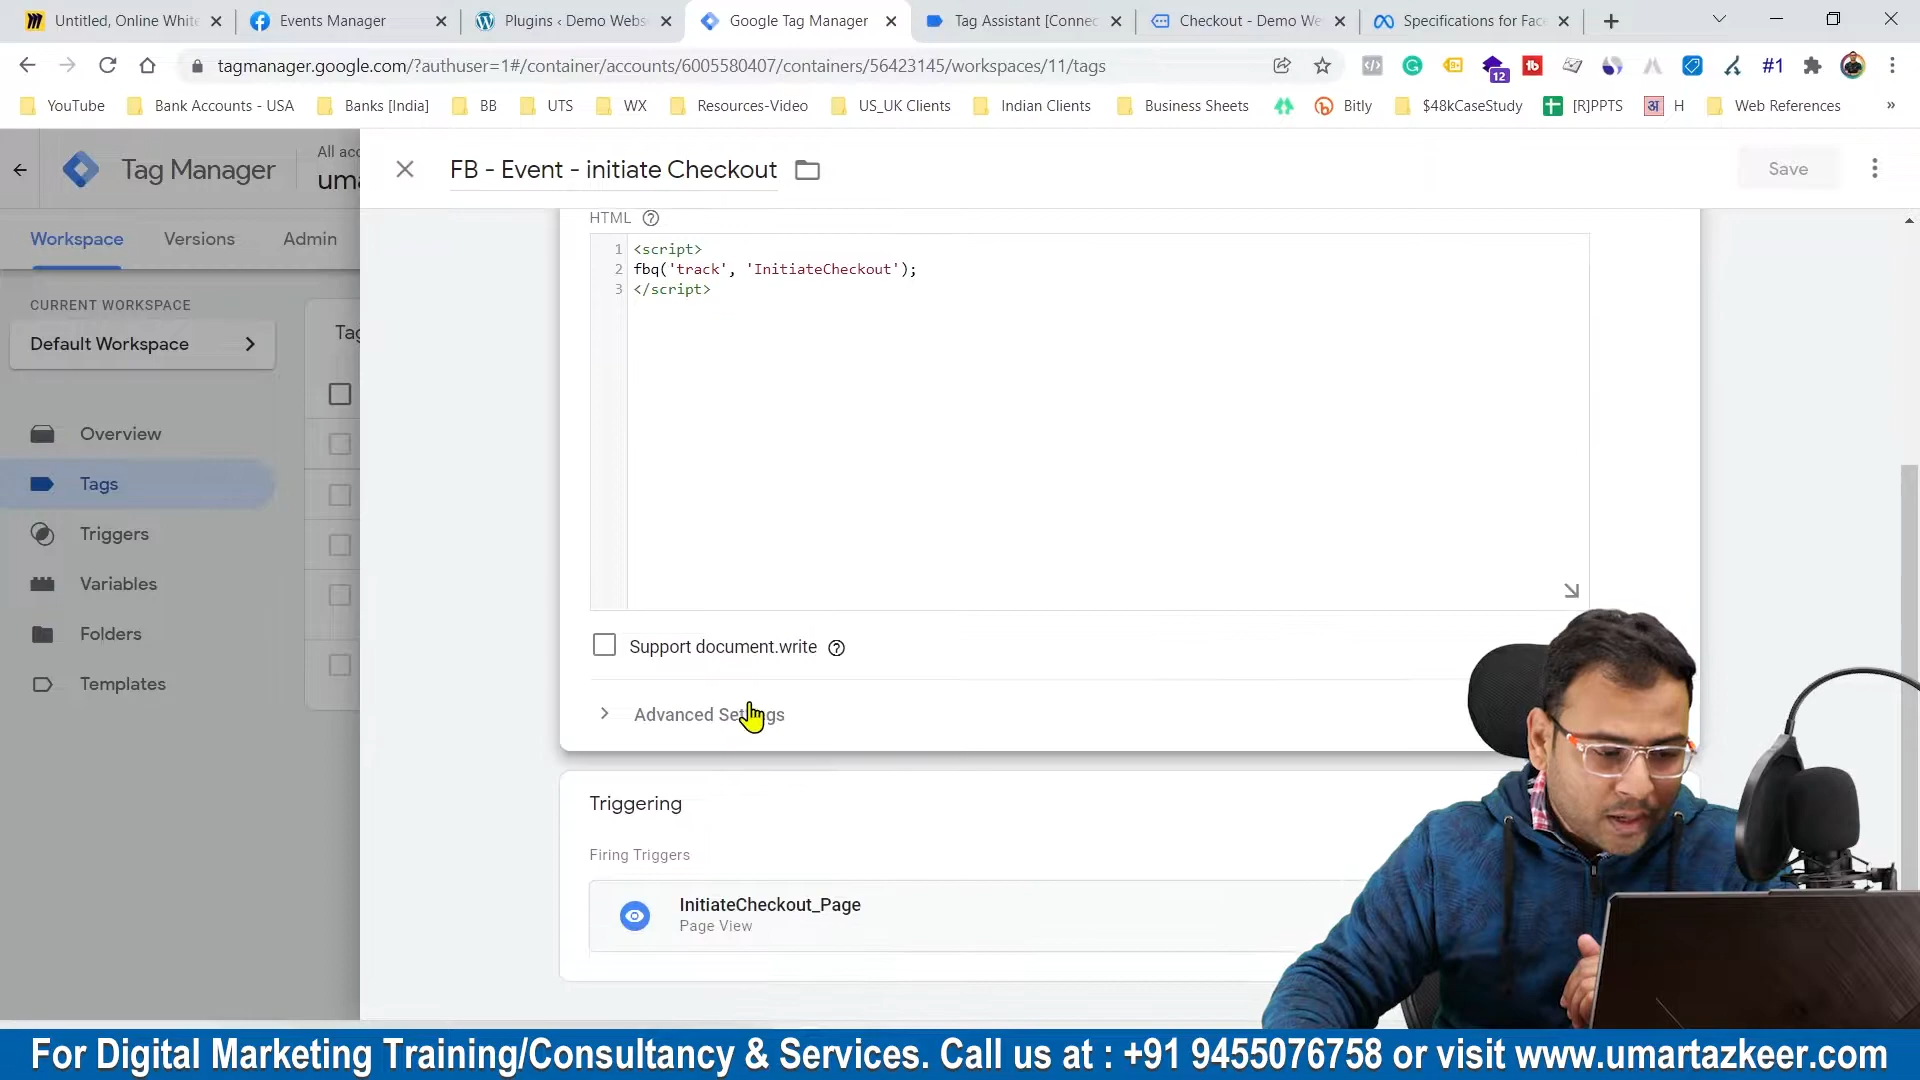 Untitled, Online White
Events Manager
Plugins ‹ Demo Webs
Google Tag Manager
Tag Assistant [Connec
Checkout - Demo We
Specifications for Face
tagmanager.google.com/?authuser=1#/container/accounts/6005580407/containers/56423145/workspaces/11/tags
12
#1
YouTube
Bank Accounts - USA
Banks [India]
BB
UTS
WX
Resources-Video
US_UK Clients
Indian Clients
Business Sheets
Bitly
$48kCaseStudy
[R]PPTS
अ
H
Web References
»
Tag Manager
All acc
uma
FB - Event - initiate Checkout
Save
Workspace
Versions
Admin
HTML
1 <script>
2 fbq('track', 'InitiateCheckout');
3 </script>
CURRENT WORKSPACE
Default Workspace
Tag
Overview
Tags
Triggers
Variables
Folders
Templates
Support document.write
Advanced Settings
Triggering
Firing Triggers
InitiateCheckout_Page
Page View
For Digital Marketing Training/Consultancy & Services. Call us at : +91 9455076758 or visit www.umartazkeer.com